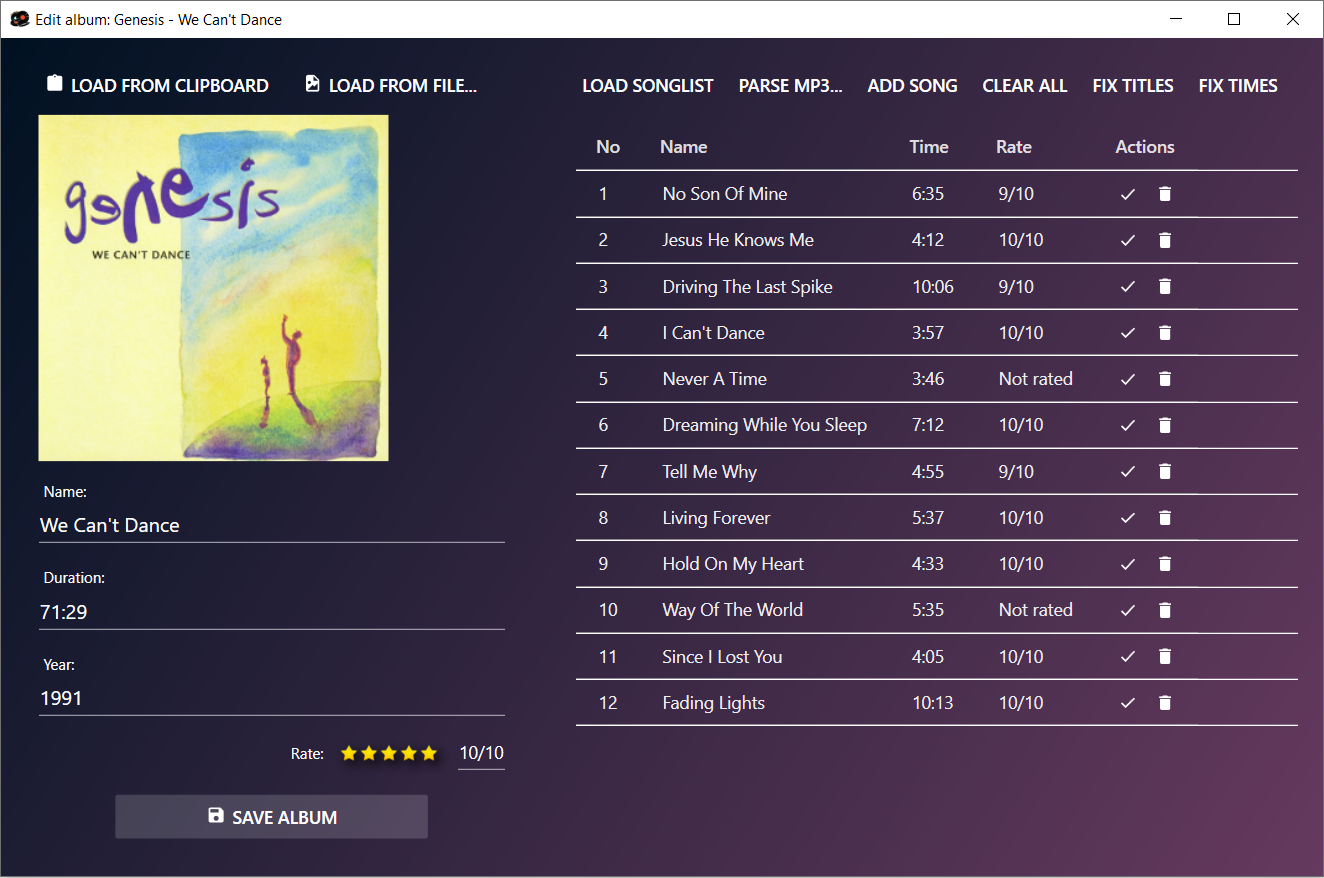 Edit album: Genesis - We Can't Dance
LOAD FROM CLIPBOARD LOAD FROM FILE...
genesis
WE CAN'T DANCE
Name:
We Can't Dance
Duration:
71:29
Year:
1991
Rate: 10/10
SAVE ALBUM
LOAD SONGLIST PARSE MP3... ADD SONG CLEAR ALL FIX TITLES FIX TIMES
No Name Time Rate Actions
1 No Son Of Mine 6:35 9/10
2 Jesus He Knows Me 4:12 10/10
3 Driving The Last Spike 10:06 9/10
4 I Can't Dance 3:57 10/10
5 Never A Time 3:46 Not rated
6 Dreaming While You Sleep 7:12 10/10
7 Tell Me Why 4:55 9/10
8 Living Forever 5:37 10/10
9 Hold On My Heart 4:33 10/10
10 Way Of The World 5:35 Not rated
11 Since I Lost You 4:05 10/10
12 Fading Lights 10:13 10/10